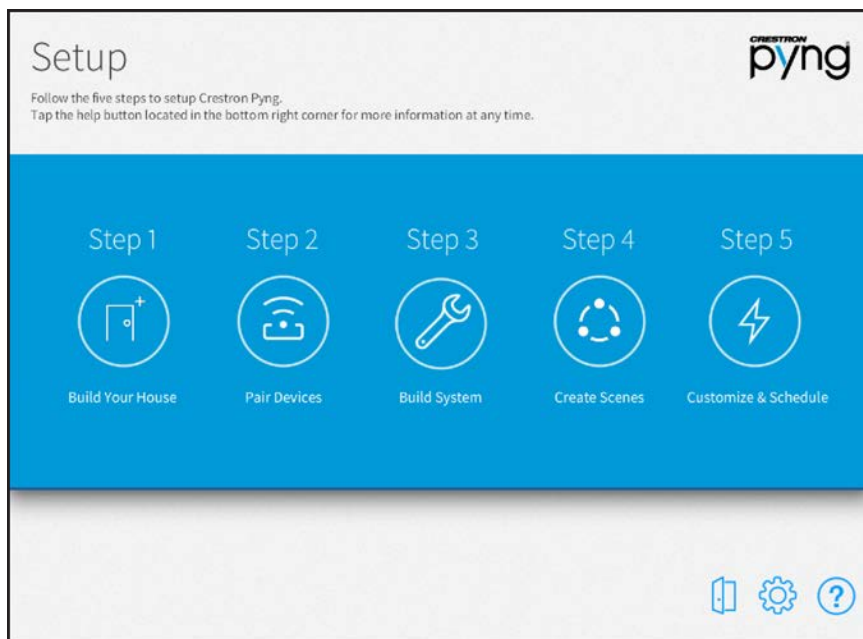 Setup
CRESTRON
pyng
Follow the five steps to setup Crestron Pyng.
Tap the help button located in the bottom right corner for more information at any time.
Step 1
Step 2
Step 3
Step 4
Step 5
Build Your House
Pair Devices
Build System
Create Scenes
Customize & Schedule
?